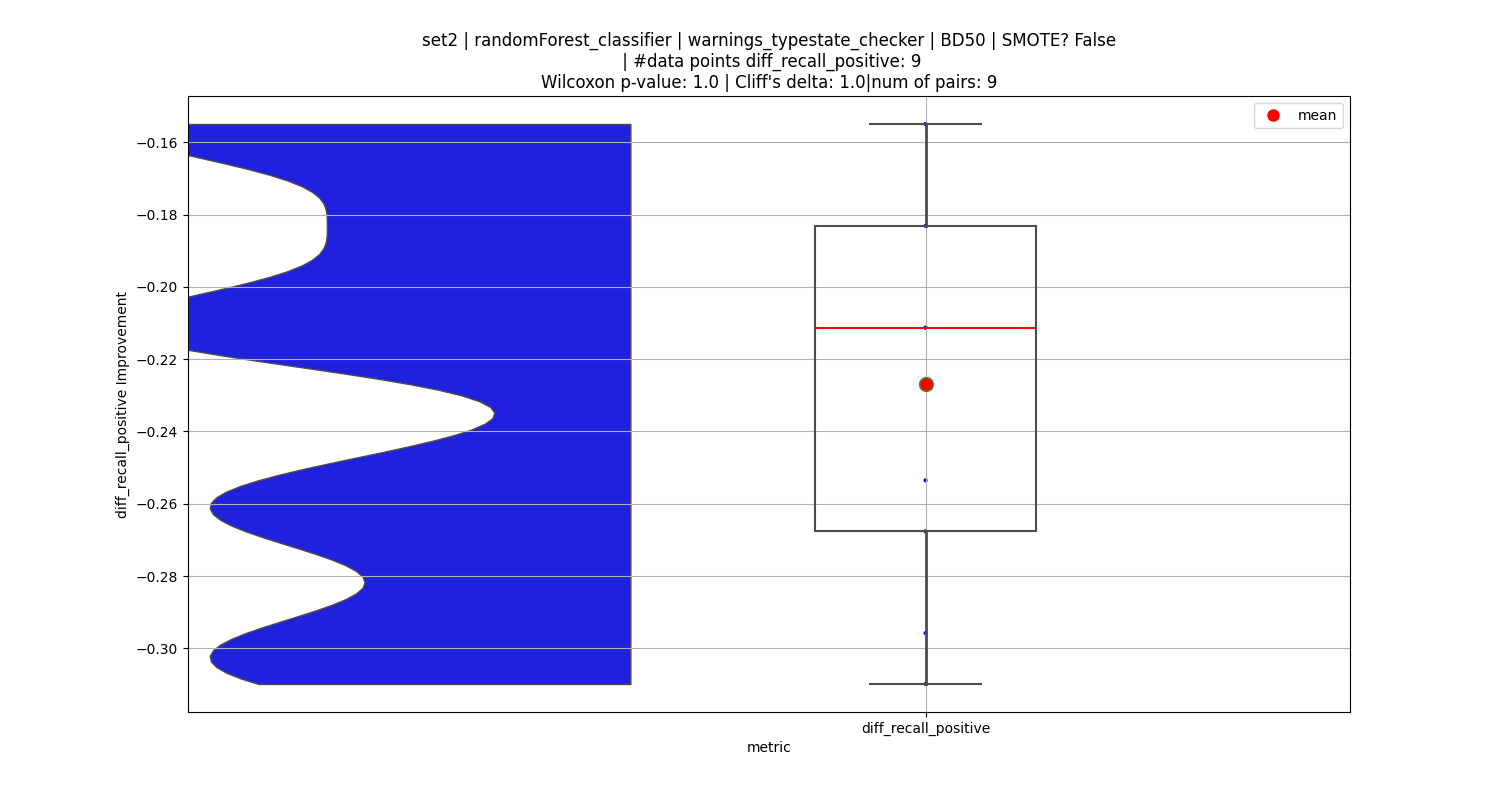 set2 | randomForest_classifier | warnings_typestate_checker | BD50 | SMOTE? False
| #data points diff_recall_positive: 9
Wilcoxon p-value: 1.0 | Cliff's delta: 1.0|num of pairs: 9
mean
−0.16
−0.18
−0.20
−0.22
−0.24
−0.26
−0.28
−0.30
diff_recall_positive Improvement
diff_recall_positive
metric